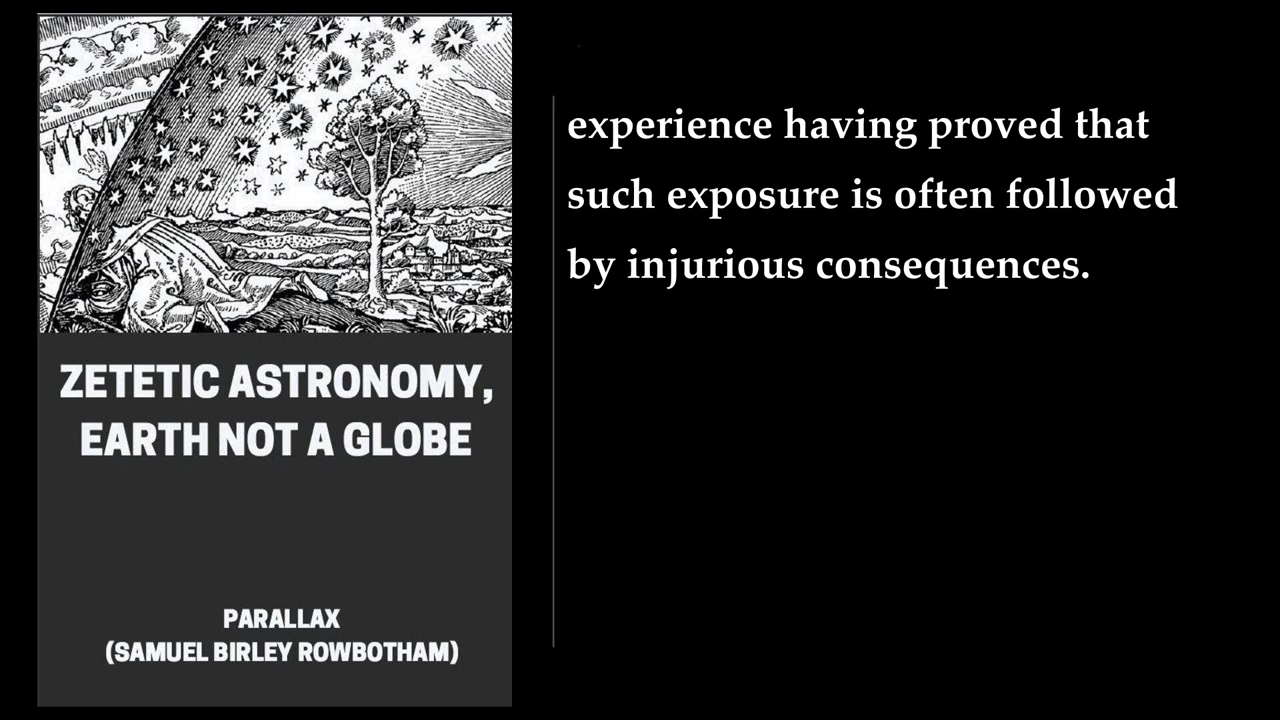 ZETETIC ASTRONOMY,
EARTH NOT A GLOBE
PARALLAX
(SAMUEL BIRLEY ROWBOTHAM)
experience having proved that
such exposure is often followed
by injurious consequences.